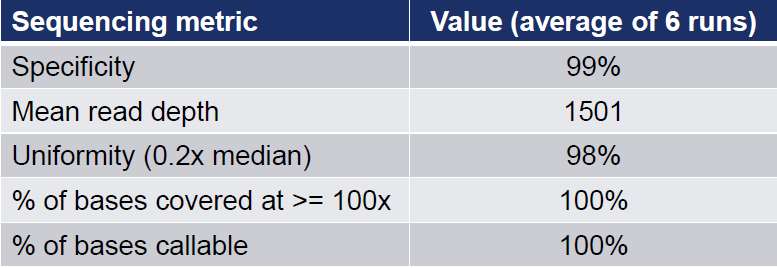 Sequencing metric Value (average of 6 runs)
Specificity 99%
Mean read depth 1501
Uniformity (0.2x median) 98%
% of bases covered at >= 100x 100%
% of bases callable 100%